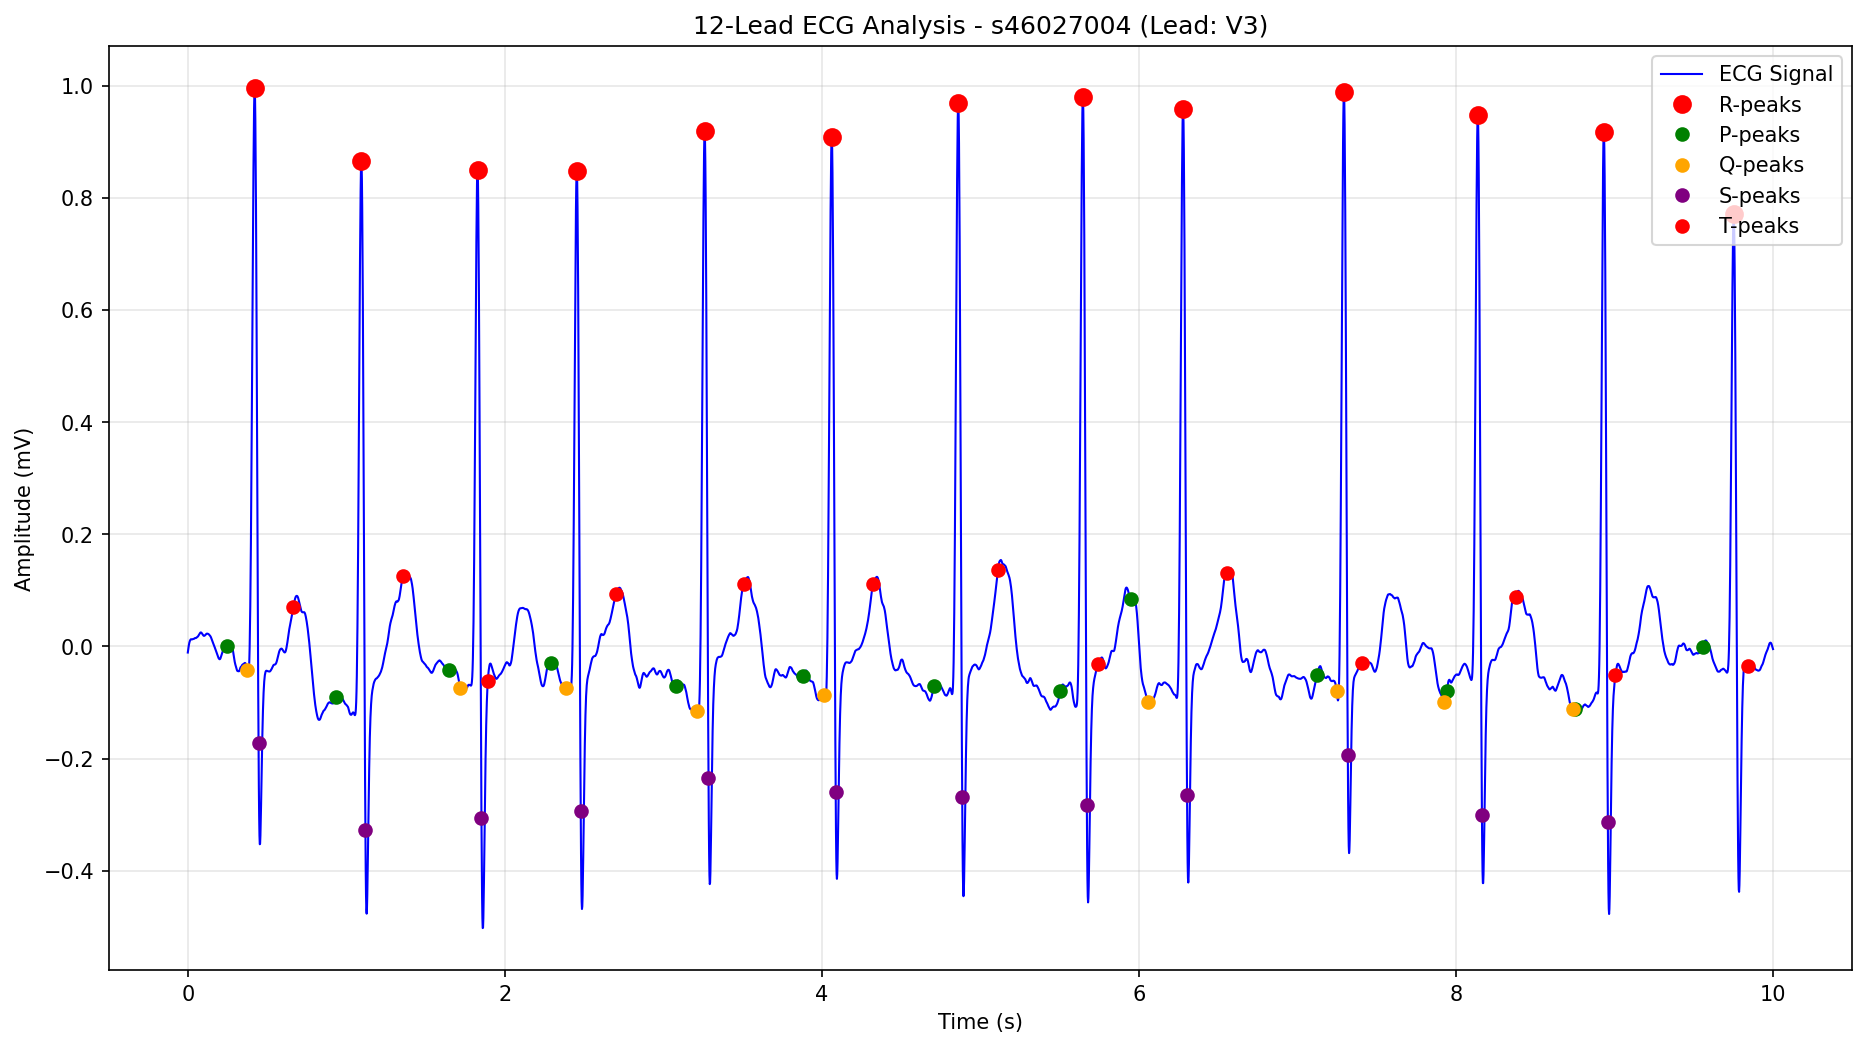 12-Lead ECG Analysis - s46027004 (Lead: V3)
ECG Signal
R-peaks
P-peaks
Q-peaks
S-peaks
T-peaks
Amplitude (mV)
1.0
0.8
0.6
0.4
0.2
0.0
−0.2
−0.4
0 2 4 6 8 10
Time (s)